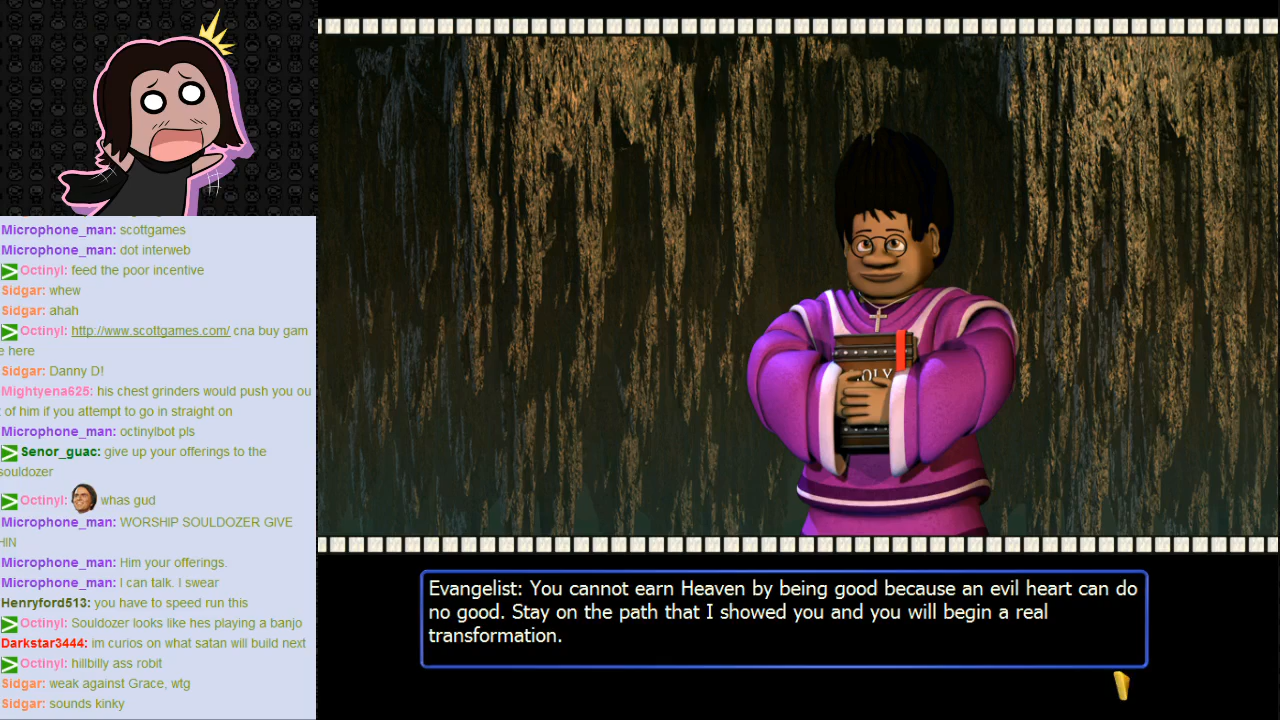 Microphone_man: scottgames
Microphone_man: dot interweb
Octinyl: feed the poor incentive
Sidgar: whew
Sidgar: ahah
Octinyl: http://www.scottgames.com/ cna buy gam
e here
Sidgar: Danny D!
Mightyena625: his chest grinders would push you ou
t of him if you attempt to go in straight on
Microphone_man: octinylbot pls
Senor_guac: give up your offerings to the
souldozer
Octinyl: whas gud
Microphone_man: WORSHIP SOULDOZER GIVE
HIN
Microphone_man: Him your offerings.
Microphone_man: I can talk. I swear
Henryford513: you have to speed run this
Octinyl: Souldozer looks like hes playing a banjo
Darkstar3444: im curios on what satan will build next
Octinyl: hillbilly ass robit
Sidgar: weak against Grace, wtg
Sidgar: sounds kinky
OLY
Evangelist: You cannot earn Heaven by being good because an evil heart can do
no good. Stay on the path that I showed you and you will begin a real
transformation.